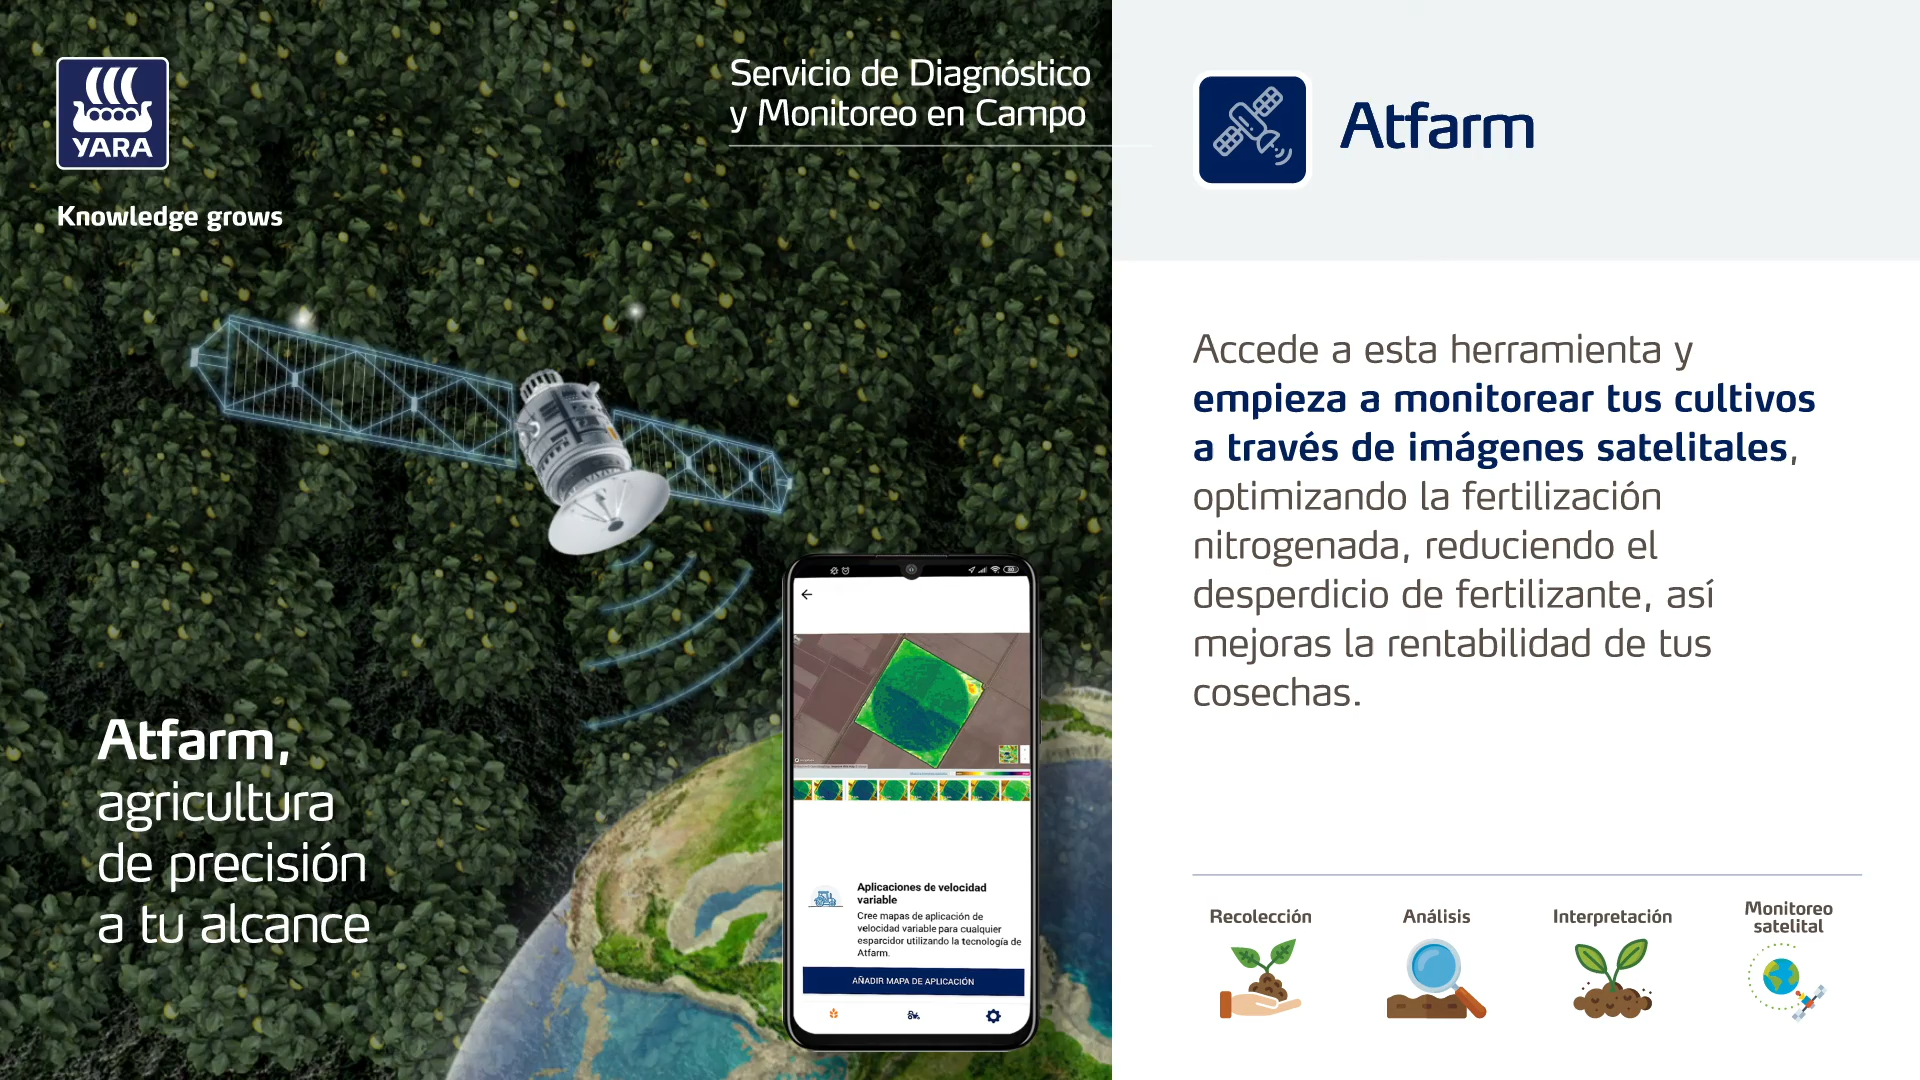 YARA
Knowledge grows
Servicio de Diagnóstico
y Monitoreo en Campo
Atfarm,
agricultura
de precisión
a tu alcance
Aplicaciones de velocidad
variable
Cree mapas de aplicación de
velocidad variable para cualquier
esparcidor utilizando la tecnología de
Atfarm.
AÑADIR MAPA DE APLICACIÓN
Atfarm
Accede a esta herramienta y
empieza a monitorear tus cultivos
a través de imágenes satelitales,
optimizando la fertilización
nitrogenada, reduciendo el
desperdicio de fertilizante, así
mejoras la rentabilidad de tus
cosechas.
Recolección
Análisis
Interpretación
Monitoreo
satelital